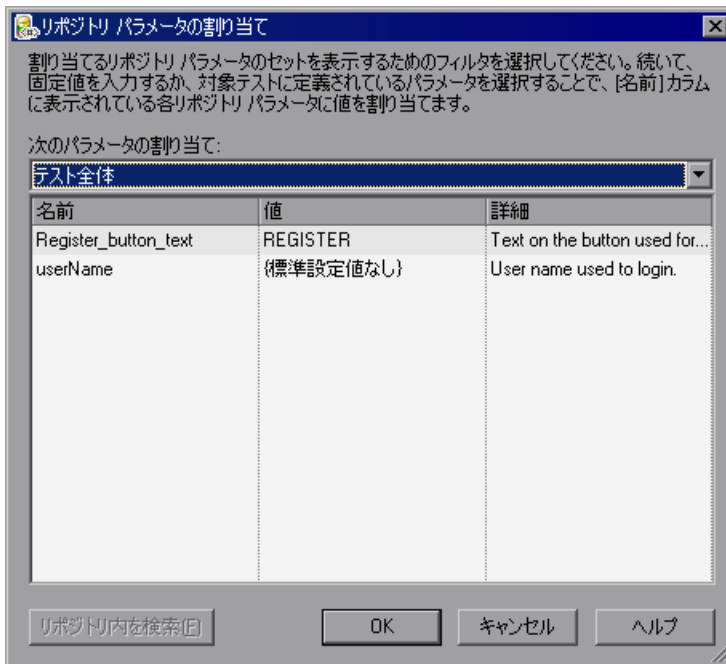 リポジトリ パラメータの割り当て
割り当てるリポジトリ パラメータのセットを表示するためのフィルタを選択してください。続いて、
固定値を入力するか、対象テストに定義されているパラメータを選択することで、[名前]カラム
に表示されている各リポジトリ パラメータに値を割り当てます。
次のパラメータの割り当て:
テスト全体
名前 値 詳細
Register_button_text REGISTER Text on the button used for...
userName {標準設定値なし} User name used to login.
リポジトリ内を検索(F) OK キャンセル ヘルプ